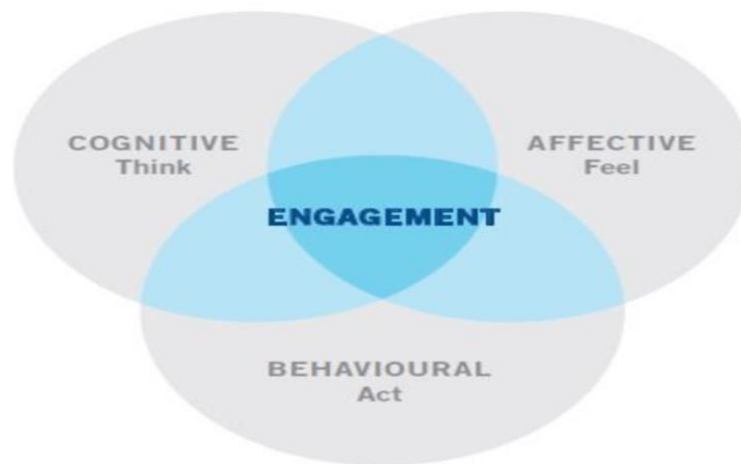 COGNITIVE
Think
AFFECTIVE
Feel
ENGAGEMENT
BEHAVIOURAL
Act